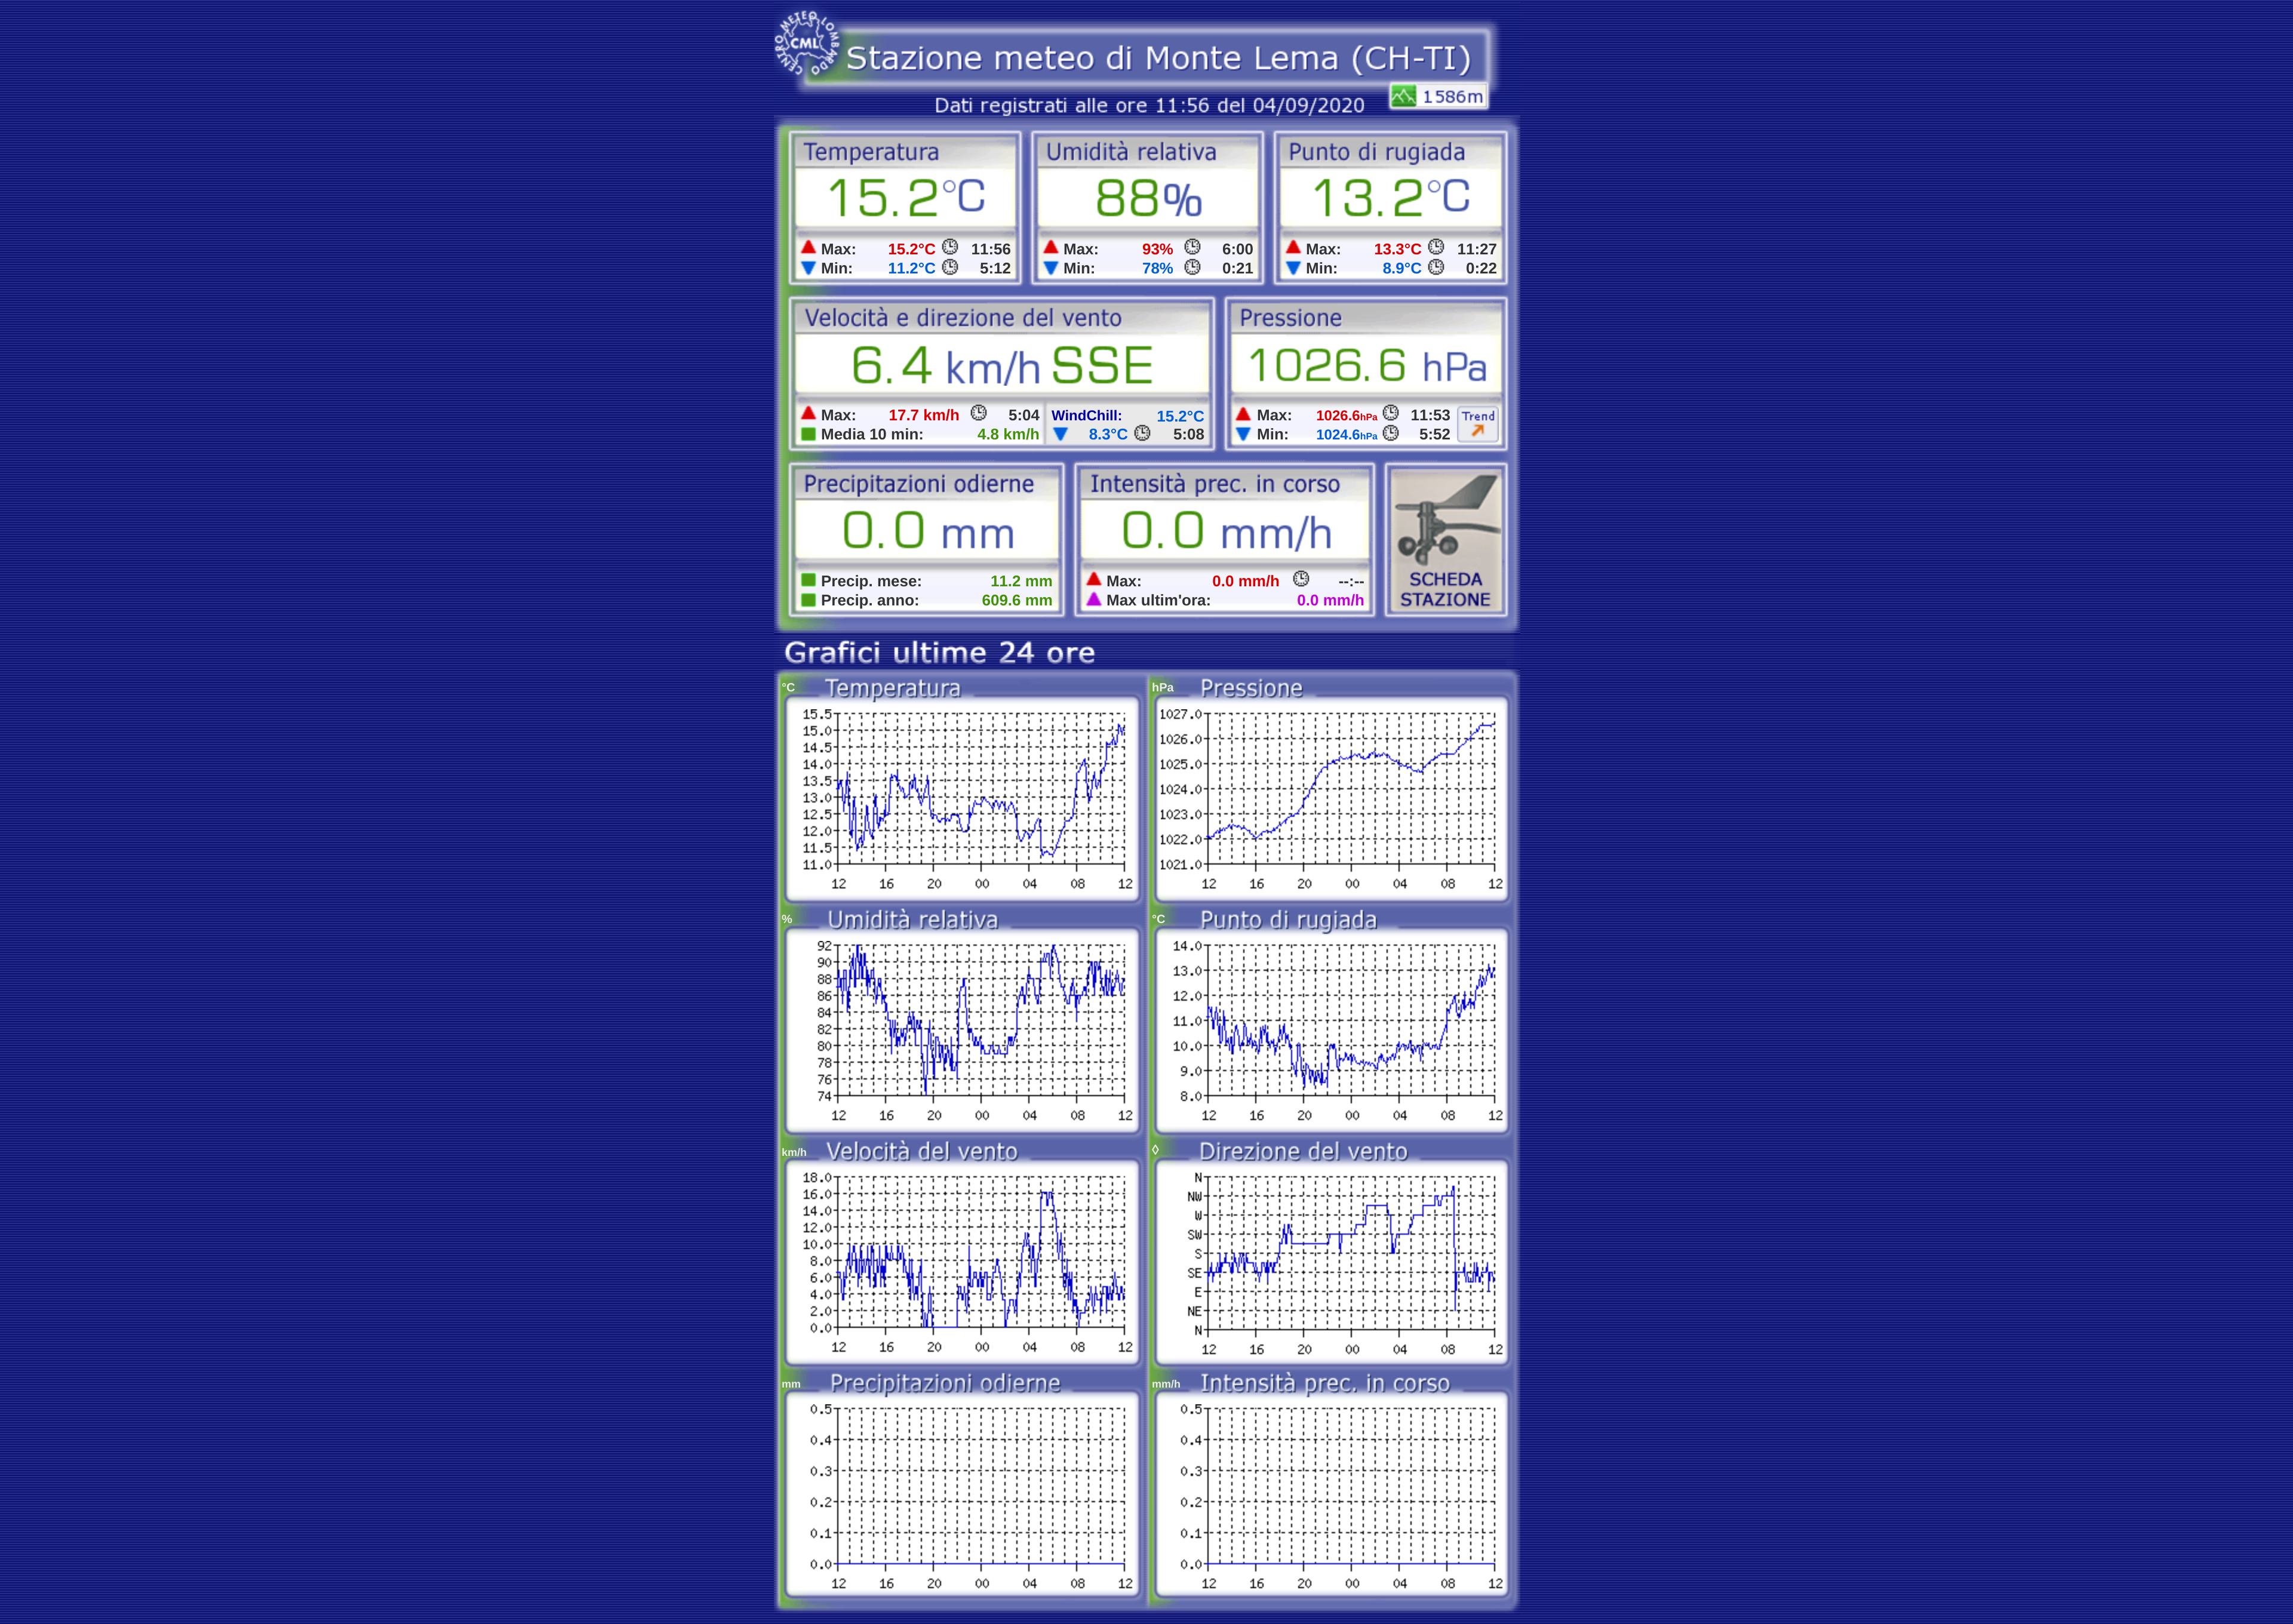 CENTRO METEO LOMBARDO
CML
Stazione meteo di Monte Lema (CH-TI)
Dati registrati alle ore 11:56 del 04/09/2020
1586m
Temperatura
15.2°C
Max: 15.2°C 11:56
Min: 11.2°C 5:12
Umidità relativa
88%
Max: 93% 6:00
Min: 78% 0:21
Punto di rugiada
13.2°C
Max: 13.3°C 11:27
Min: 8.9°C 0:22
Velocità e direzione del vento
6.4 km/h SSE
Max: 17.7 km/h 5:04
Media 10 min: 4.8 km/h
WindChill: 15.2°C
8.3°C 5:08
Pressione
1026.6 hPa
Max: 1026.6hPa 11:53
Min: 1024.6hPa 5:52
Trend
Precipitazioni odierne
0.0 mm
Precip. mese: 11.2 mm
Precip. anno: 609.6 mm
Intensità prec. in corso
0.0 mm/h
Max: 0.0 mm/h --:--
Max ultim'ora: 0.0 mm/h
SCHEDA
STAZIONE
Grafici ultime 24 ore
°C Temperatura
15.5
15.0
14.5
14.0
13.5
13.0
12.5
12.0
11.5
11.0
12 16 20 00 04 08 12
hPa Pressione
1027.0
1026.0
1025.0
1024.0
1023.0
1022.0
1021.0
12 16 20 00 04 08 12
% Umidità relativa
92
90
88
86
84
82
80
78
76
74
12 16 20 00 04 08 12
°C Punto di rugiada
14.0
13.0
12.0
11.0
10.0
9.0
8.0
12 16 20 00 04 08 12
km/h Velocità del vento
18.0
16.0
14.0
12.0
10.0
8.0
6.0
4.0
2.0
0.0
12 16 20 00 04 08 12
◊ Direzione del vento
N
NW
W
SW
S
SE
E
NE
N
12 16 20 00 04 08 12
mm Precipitazioni odierne
0.5
0.4
0.3
0.2
0.1
0.0
12 16 20 00 04 08 12
mm/h Intensità prec. in corso
0.5
0.4
0.3
0.2
0.1
0.0
12 16 20 00 04 08 12